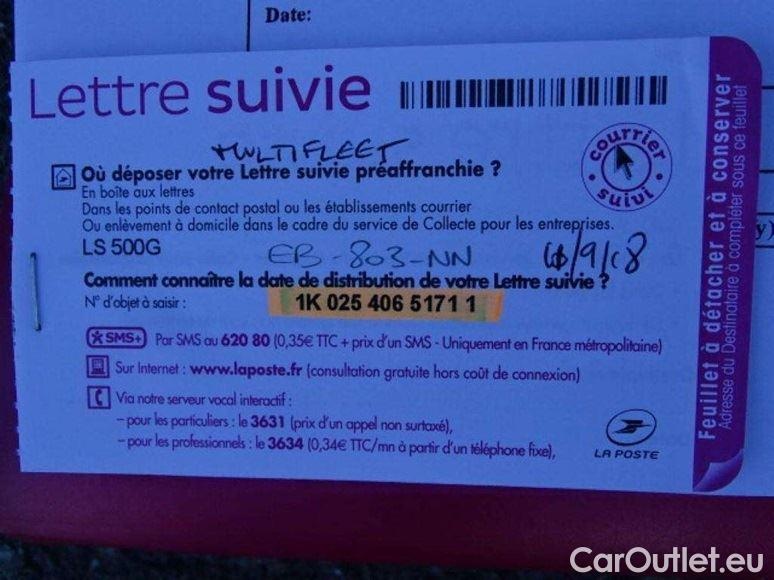 Date:
Lettre suivie
courrier suivi
MULTIFLEET
Où déposer votre Lettre suivie préaffranchie ?
En boîte aux lettres
Dans les points de contact postal ou les établissements courrier
Ou enlèvement à domicile dans le cadre du service de Collecte pour les entreprises.
LS 500G
EB-803-NN
/9/18
Comment connaître la date de distribution de votre Lettre suivie ?
N° d'objet à saisir : 1K 025 406 5171 1
SMS+ Par SMS au 620 80 (0,35€ TTC + prix d'un SMS - Uniquement en France métropolitaine)
Sur Internet : www.laposte.fr (consultation gratuite hors coût de connexion)
Via notre serveur vocal interactif :
– pour les particuliers : le 3631 (prix d'un appel non surtaxé),
– pour les professionnels : le 3634 (0,34€ TTC/mn à partir d'un téléphone fixe),
LA POSTE
Feuillet à détacher et à conserver
Adresse du Destinataire à compléter sous ce feuillet
y)
CarOutlet.eu